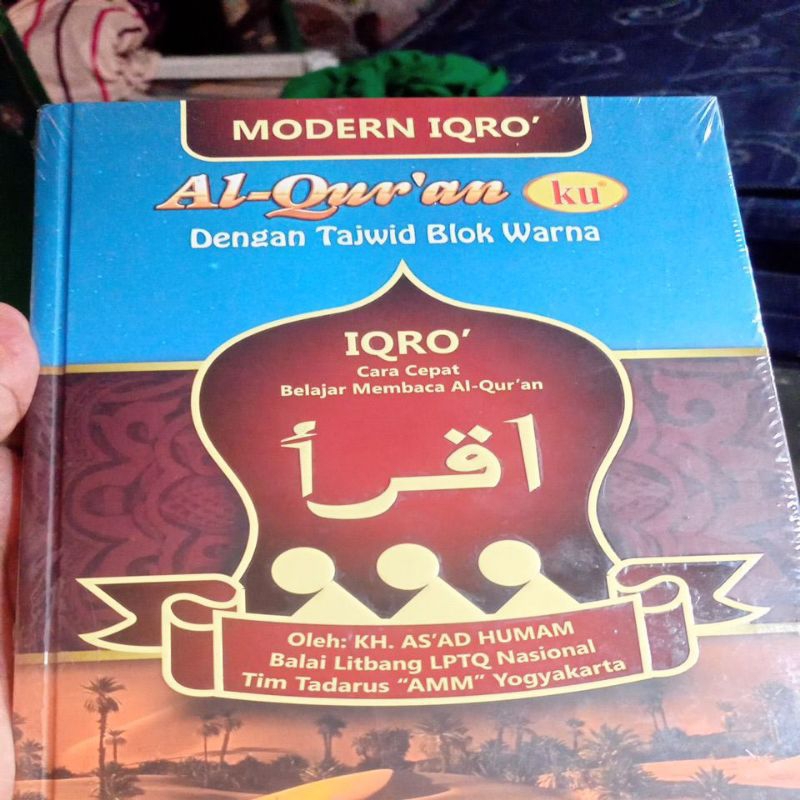 MODERN IQRO'
Al-Qur'an ku®
Dengan Tajwid Blok Warna
IQRO'
Cara Cepat
Belajar Membaca Al-Qur'an
اقرأ
Oleh: KH. AS'AD HUMAM
Balai Litbang LPTQ Nasional
Tim Tadarus "AMM" Yogyakarta